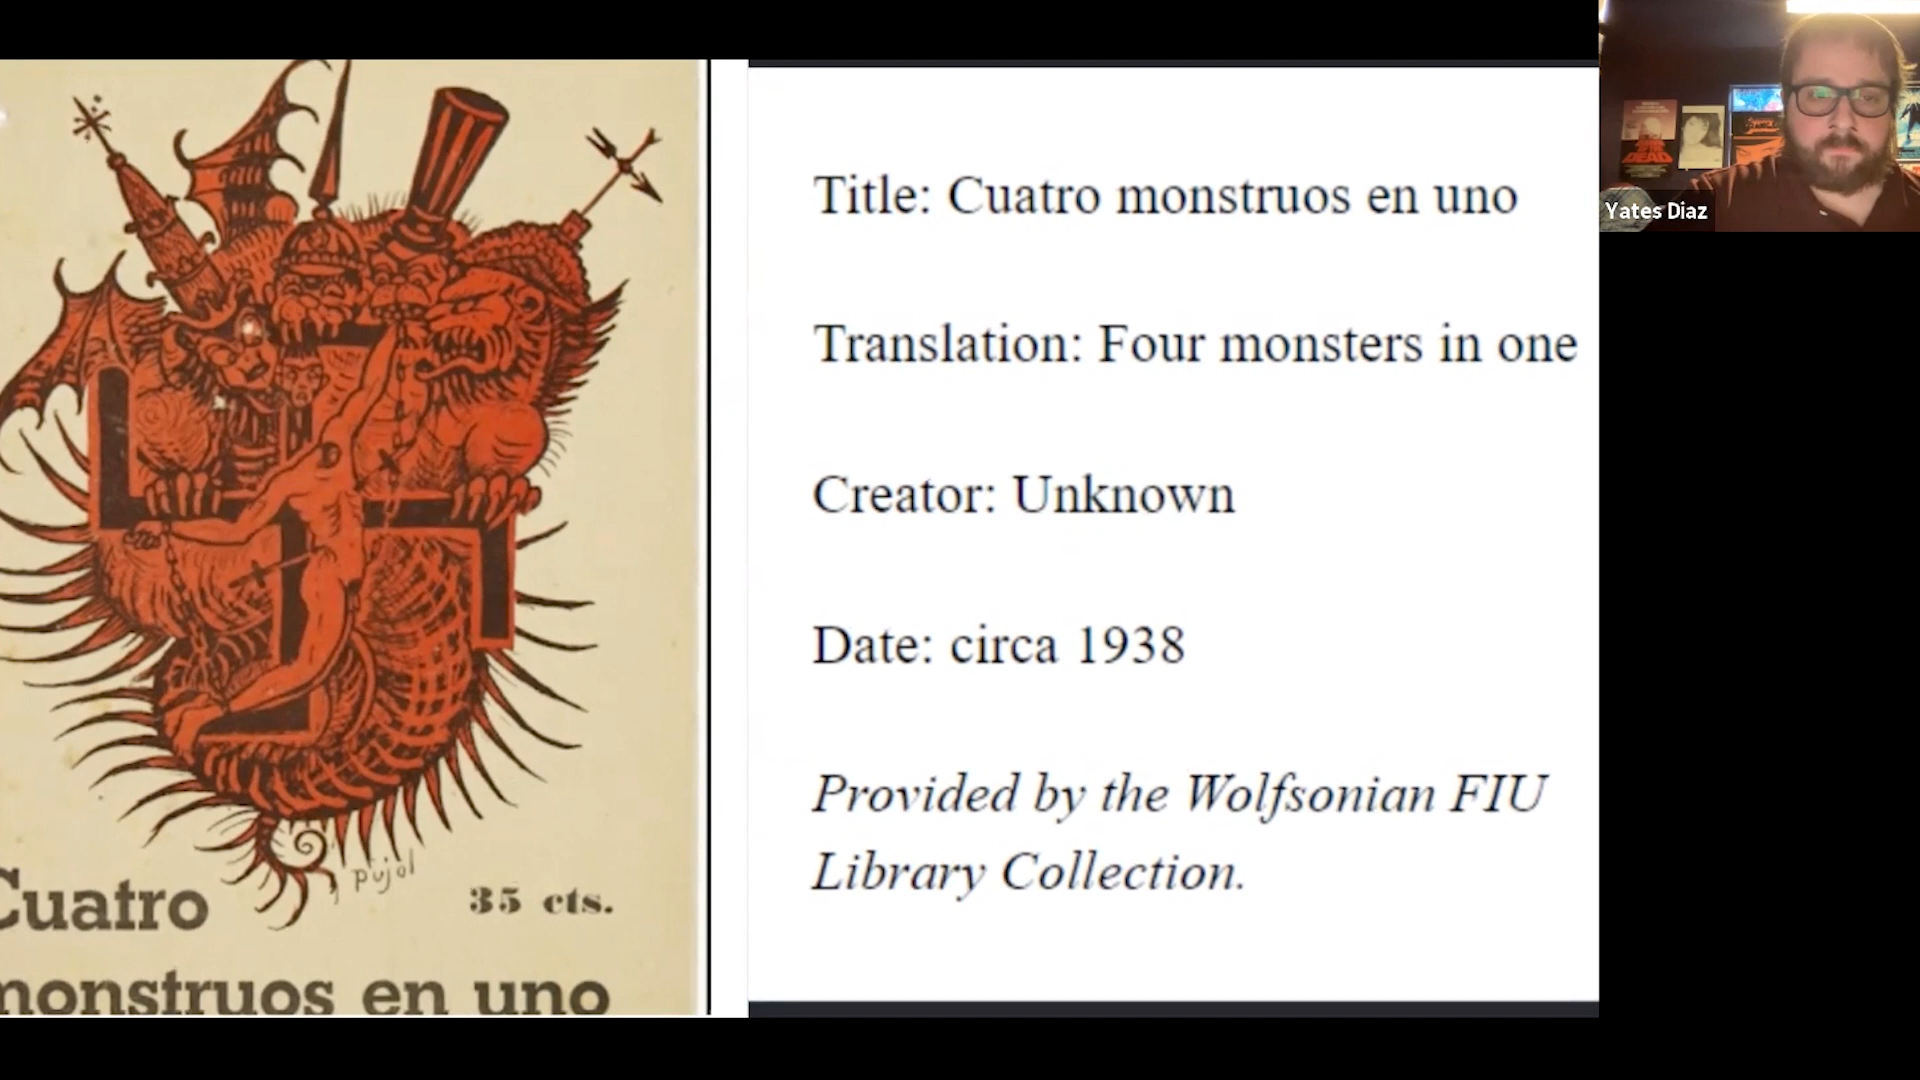 pujol
Cuatro
35 cts.
monstruos en uno
Title: Cuatro monstruos en uno
Translation: Four monsters in one
Creator: Unknown
Date: circa 1938
Provided by the Wolfsonian FIU
Library Collection.
DEAD
Yates Diaz